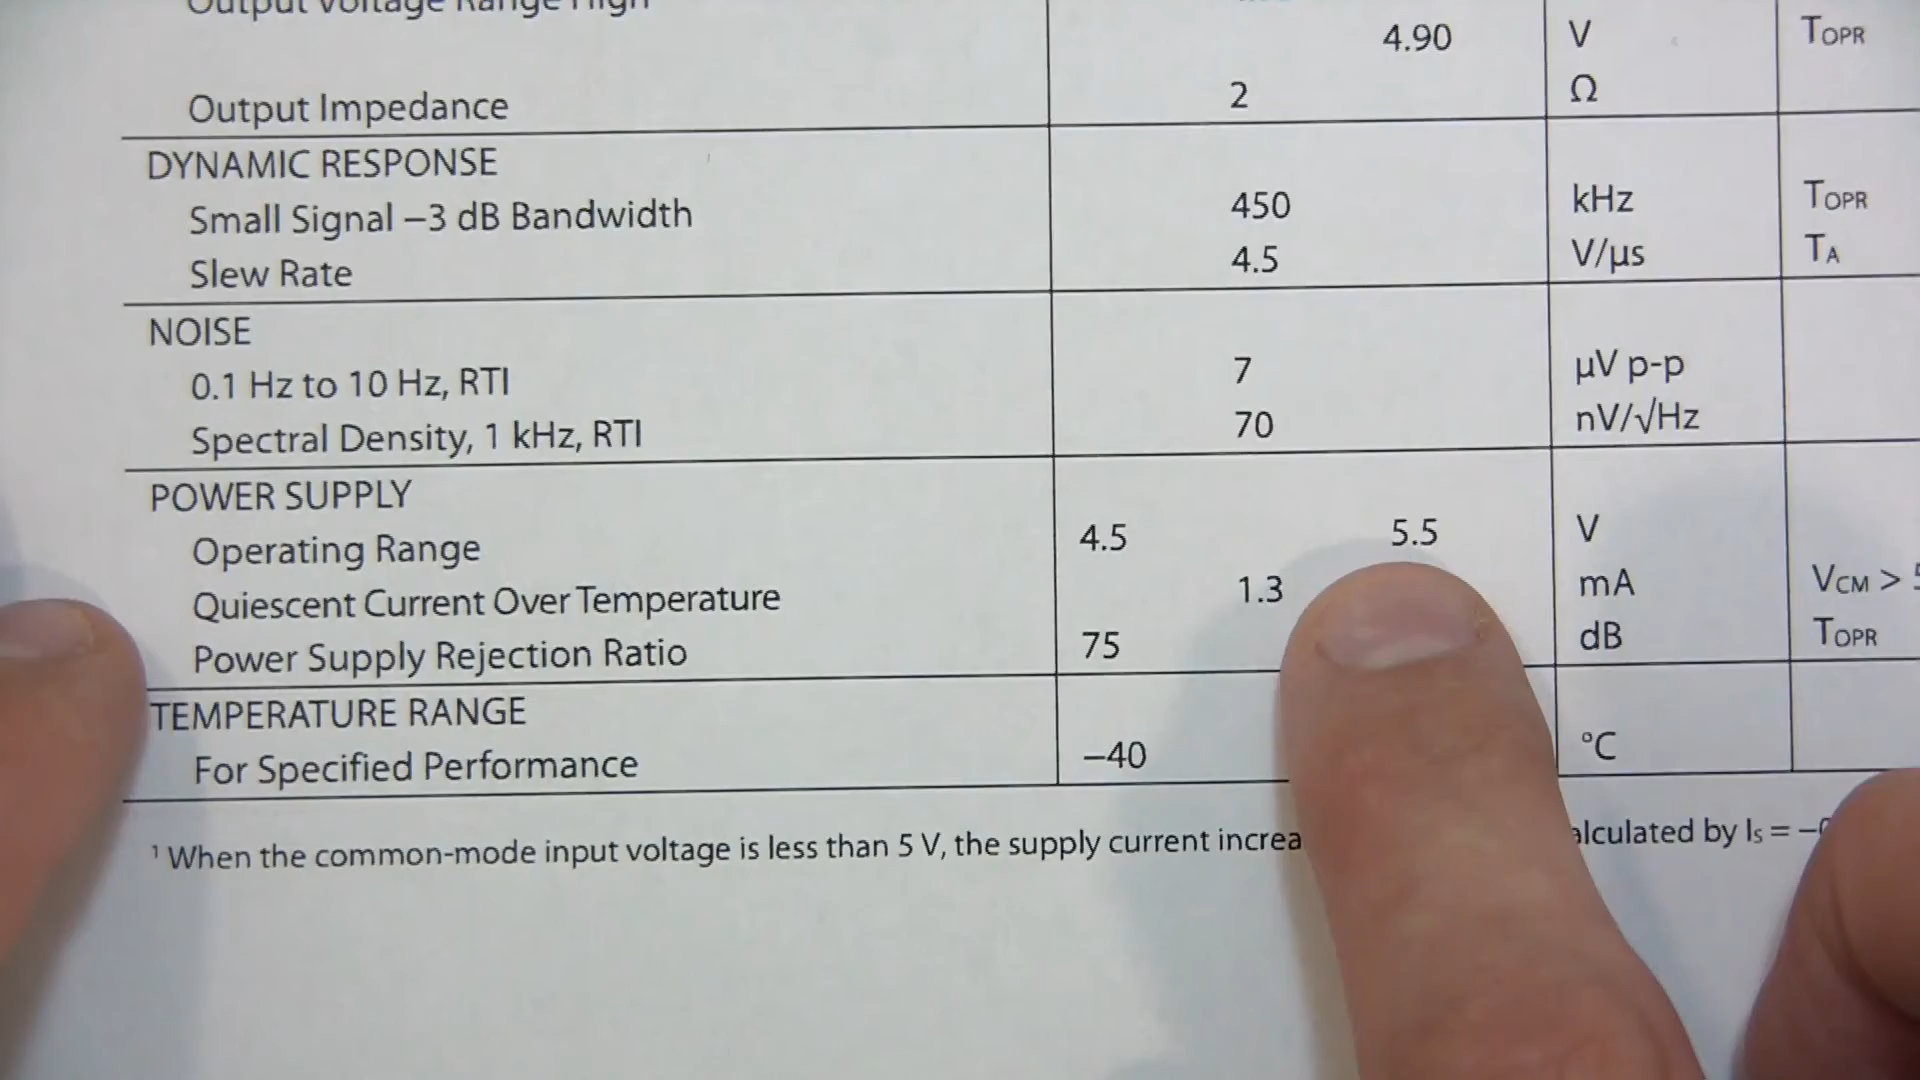 Output Voltage Range High
4.90 V TOPR
Output Impedance 2 Ω
DYNAMIC RESPONSE
Small Signal −3 dB Bandwidth 450 kHz TOPR
Slew Rate 4.5 V/µs TA
NOISE
0.1 Hz to 10 Hz, RTI 7 µV p-p
Spectral Density, 1 kHz, RTI 70 nV/√Hz
POWER SUPPLY
Operating Range 4.5 5.5 V
Quiescent Current Over Temperature 1.3 mA VCM >
Power Supply Rejection Ratio 75 dB TOPR
TEMPERATURE RANGE
For Specified Performance −40 °C
¹ When the common-mode input voltage is less than 5 V, the supply current increa alculated by IS = −